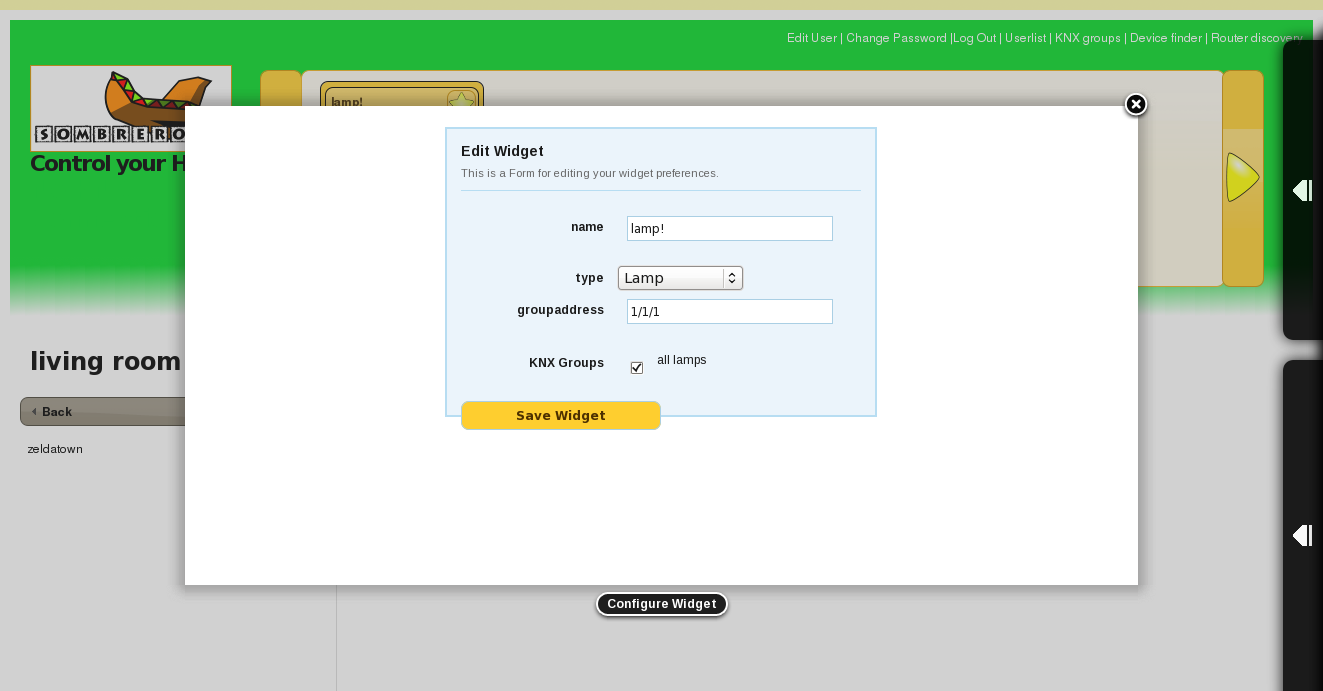 Edit User | Change Password |Log Out | Userlist | KNX groups | Device finder | Router discovery
lamp!
SOMBRERO
Control your H
Edit Widget
This is a Form for editing your widget preferences.
name lamp!
type Lamp
groupaddress 1/1/1
KNX Groups all lamps
Save Widget
living room
Back
zeldatown
Configure Widget